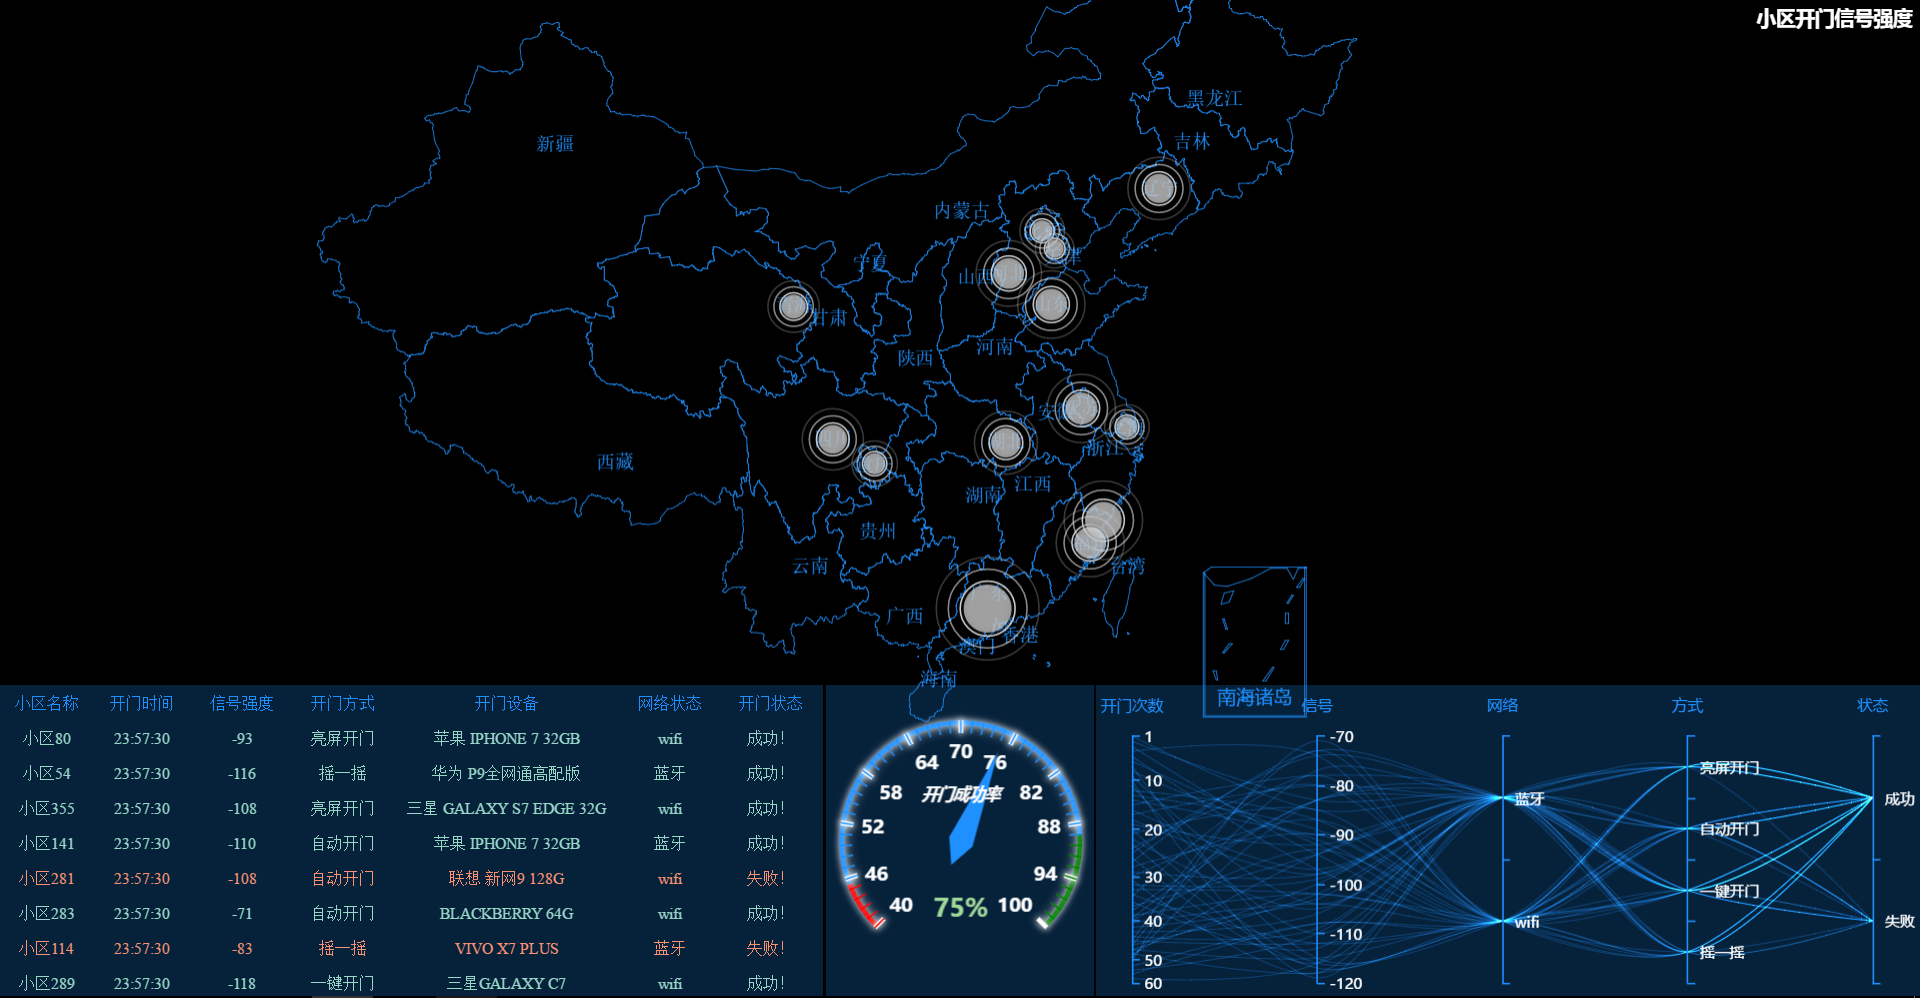 小区开门信号强度
黑龙江
吉林
新疆
辽宁
内蒙古
宁夏
山西
山东
甘肃
河南
陕西
安徽
四川
浙江
湖北
西藏
江西
湖南
贵州
云南
台湾
广西
香港
澳门
海南
南海诸岛
小区名称 开门时间 信号强度 开门方式 开门设备 网络状态 开门状态
小区80 23:57:30 -93 亮屏开门 苹果 IPHONE 7 32GB wifi 成功!
小区54 23:57:30 -116 摇一摇 华为 P9全网通高配版 蓝牙 成功!
小区355 23:57:30 -108 亮屏开门 三星 GALAXY S7 EDGE 32G wifi 成功!
小区141 23:57:30 -110 自动开门 苹果 IPHONE 7 32GB 蓝牙 成功!
小区281 23:57:30 -108 自动开门 联想 新网9 128G wifi 失败!
小区283 23:57:30 -71 自动开门 BLACKBERRY 64G wifi 成功!
小区114 23:57:30 -83 摇一摇 VIVO X7 PLUS 蓝牙 失败!
小区289 23:57:30 -118 一键开门 三星GALAXY C7 wifi 成功!
40
46
52
58
64
70
76
82
88
94
100
开门成功率
75%
开门次数 信号 网络 方式 状态
1
10
20
30
40
50
60
-70
-80
-90
-100
-110
-120
蓝牙
wifi
亮屏开门
自动开门
一键开门
摇一摇
成功
失败